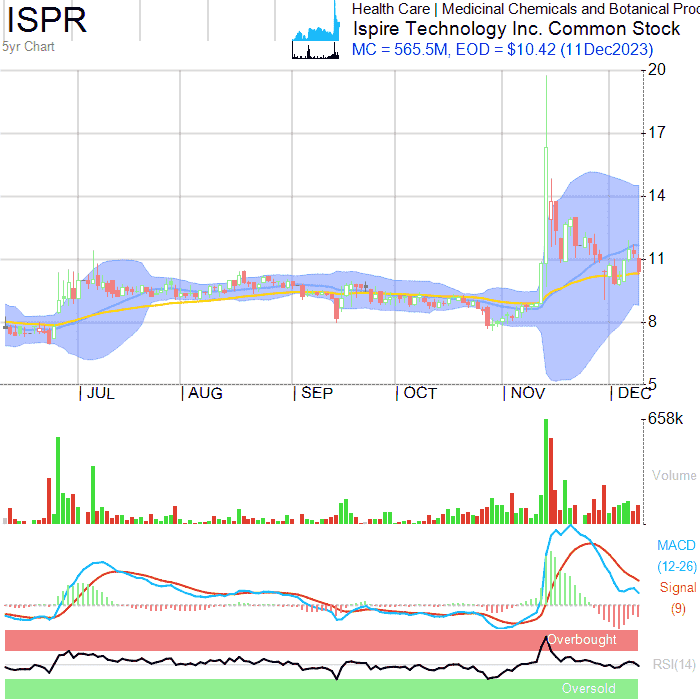 ISPR
5yr Chart
Health Care | Medicinal Chemicals and Botanical Pro
Ispire Technology Inc. Common Stock
MC = 565.5M, EOD = $10.42 (11Dec2023)
20
17
14
11
8
5
JUL AUG SEP OCT NOV DEC
658k
Volume
MACD
(12-26)
Signal
(9)
Overbought
RSI(14)
Oversold